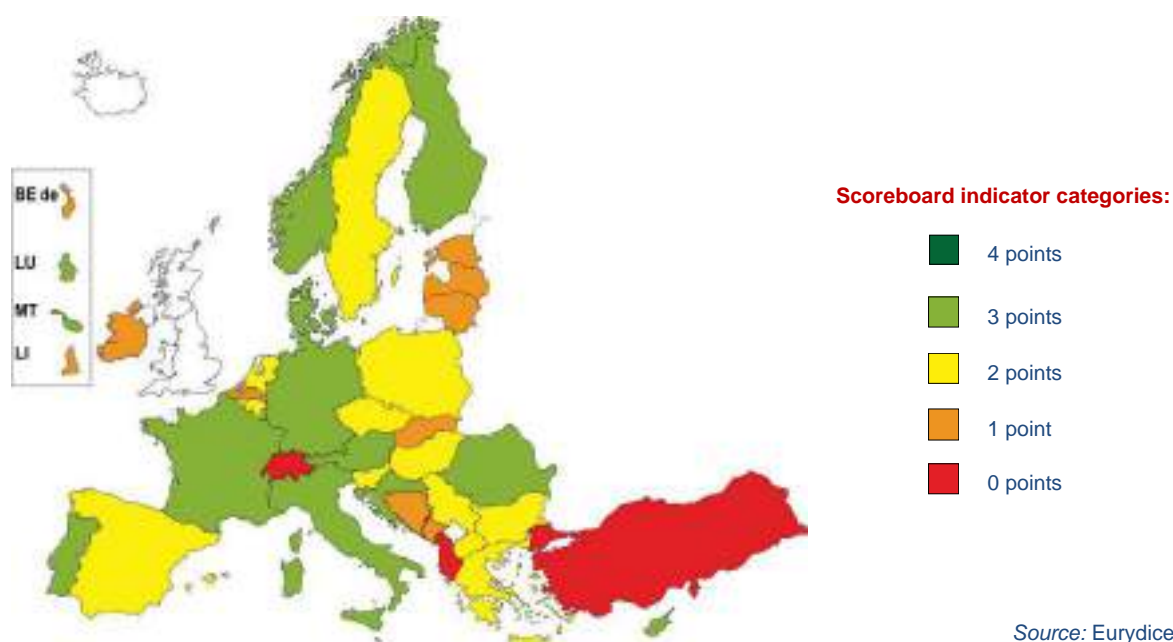 BE de
LU
MT
LI
Scoreboard indicator categories:
4 points
3 points
2 points
1 point
0 points
Source: Eurydice